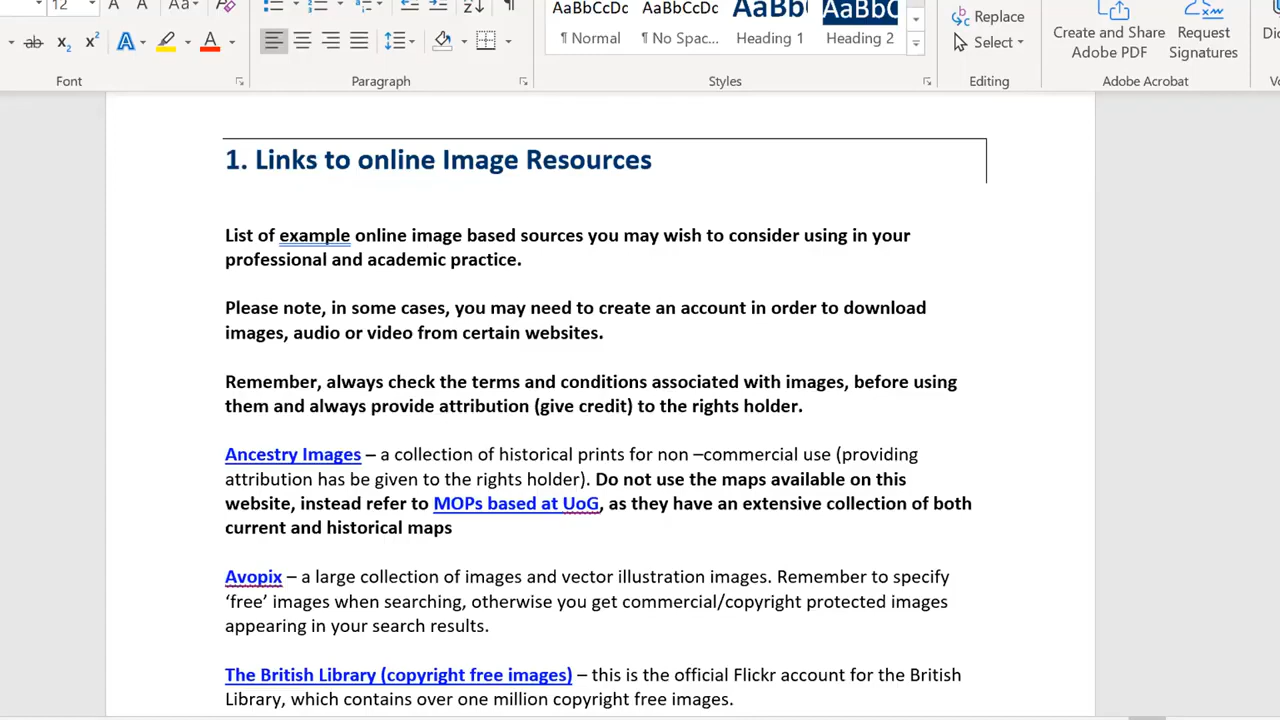 12 A A Aa
AaBbCcDc AaBbCcDc AaBb( AaBbC
¶ Normal ¶ No Spac... Heading 1 Heading 2
Replace
Select
Create and Share
Adobe PDF
Request
Signatures
ab x₂ x² A A
Font Paragraph Styles Editing Adobe Acrobat
1. Links to online Image Resources
List of example online image based sources you may wish to consider using in your
professional and academic practice.
Please note, in some cases, you may need to create an account in order to download
images, audio or video from certain websites.
Remember, always check the terms and conditions associated with images, before using
them and always provide attribution (give credit) to the rights holder.
Ancestry Images – a collection of historical prints for non –commercial use (providing
attribution has be given to the rights holder). Do not use the maps available on this
website, instead refer to MOPs based at UoG, as they have an extensive collection of both
current and historical maps
Avopix – a large collection of images and vector illustration images. Remember to specify
‘free’ images when searching, otherwise you get commercial/copyright protected images
appearing in your search results.
The British Library (copyright free images) – this is the official Flickr account for the British
Library, which contains over one million copyright free images.